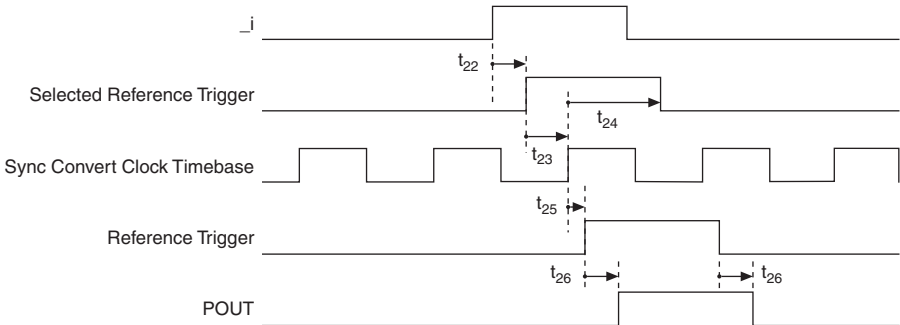 _i
t22
Selected Reference Trigger
t24
t23
Sync Convert Clock Timebase
t25
Reference Trigger
t26
t26
POUT